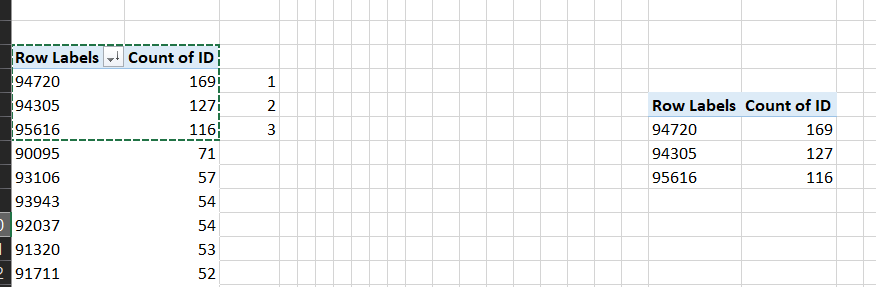 Row Labels Count of ID
94720 169 1
94305 127 2
95616 116 3
90095 71
93106 57
93943 54
92037 54
91320 53
91711 52
Row Labels Count of ID
94720 169
94305 127
95616 116